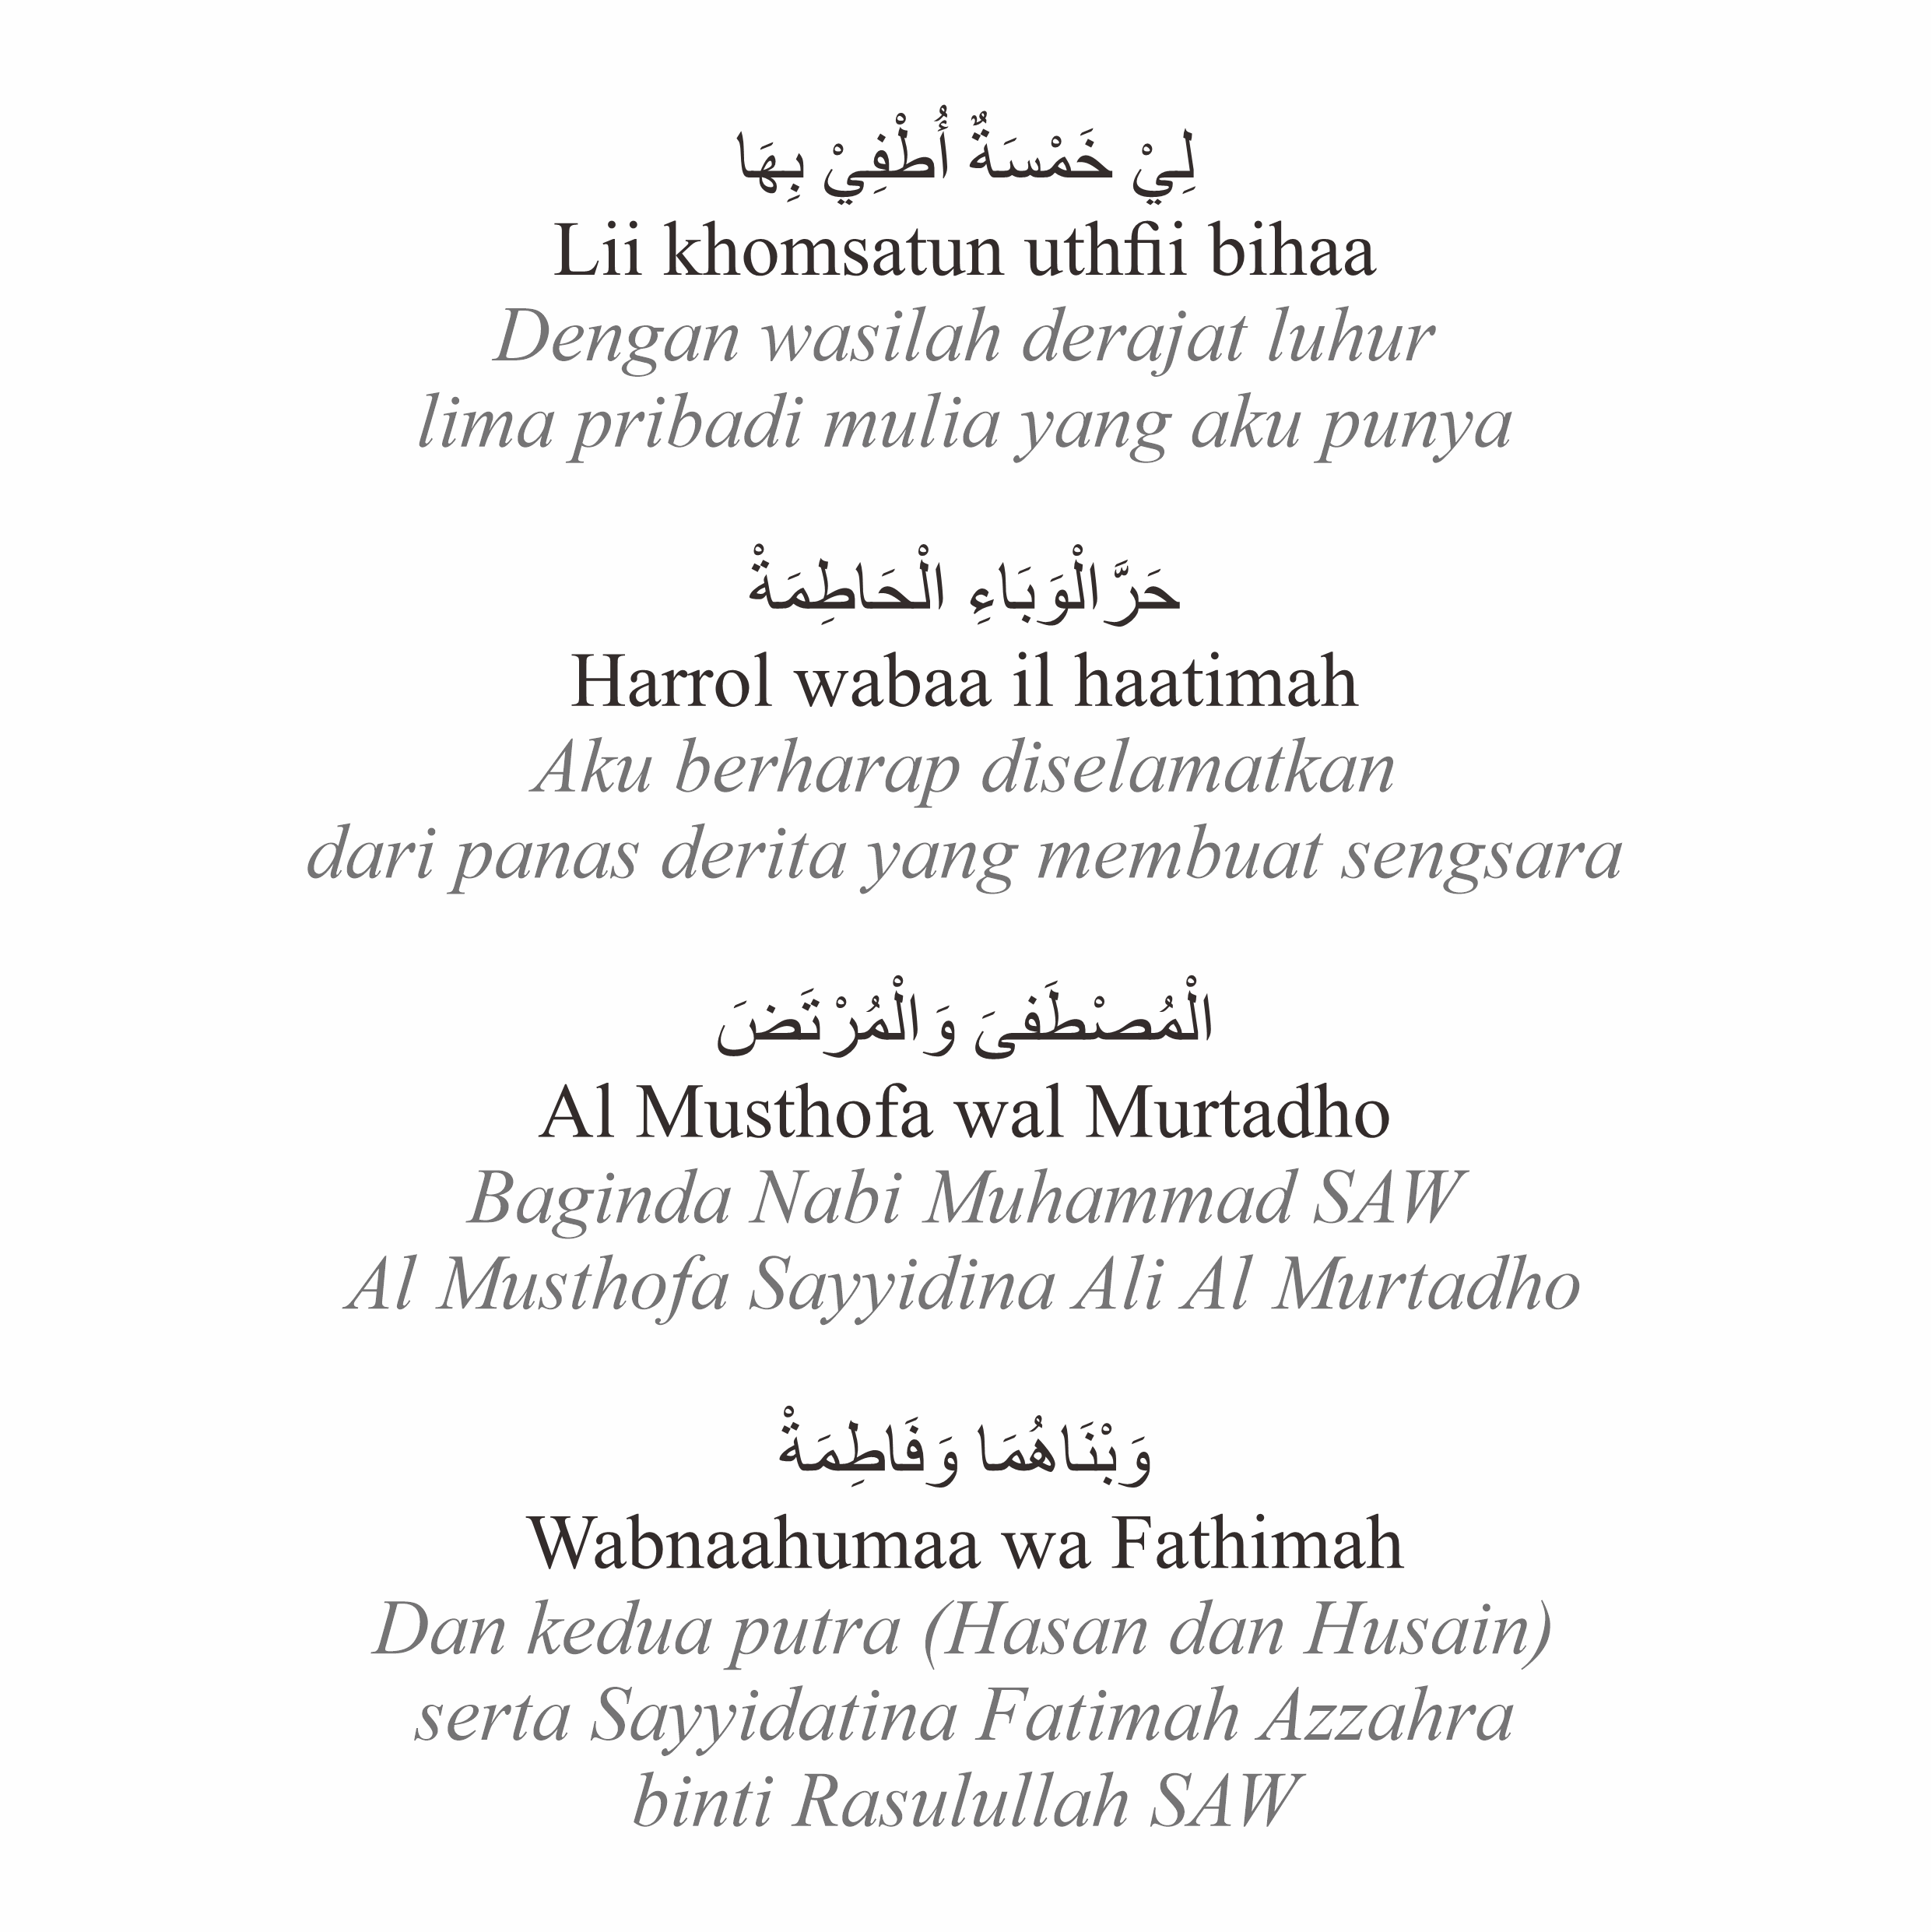 لِيْ خَمْسَةٌ أُطْفِيْ بِهَا
Lii khomsatun uthfii bihaa
Dengan wasilah derajat luhur
lima pribadi mulia yang aku punya
حَرَّالْوَبَاءِ الْحَاطِمَةْ
Harrol wabaa il haatimah
Aku berharap diselamatkan
dari panas derita yang membuat sengsara
الْمُصْطَفىَ وَالْمُرْتَضَ
Al Musthofa wal Murtadho
Baginda Nabi Muhammad SAW
Al Musthofa Sayyidina Ali Al Murtadho
وَبْنَاهُمَا وَفَاطِمَةْ
Wabnaahumaa wa Fathimah
Dan kedua putra (Hasan dan Husain)
serta Sayyidatina Fatimah Azzahra
binti Rasulullah SAW